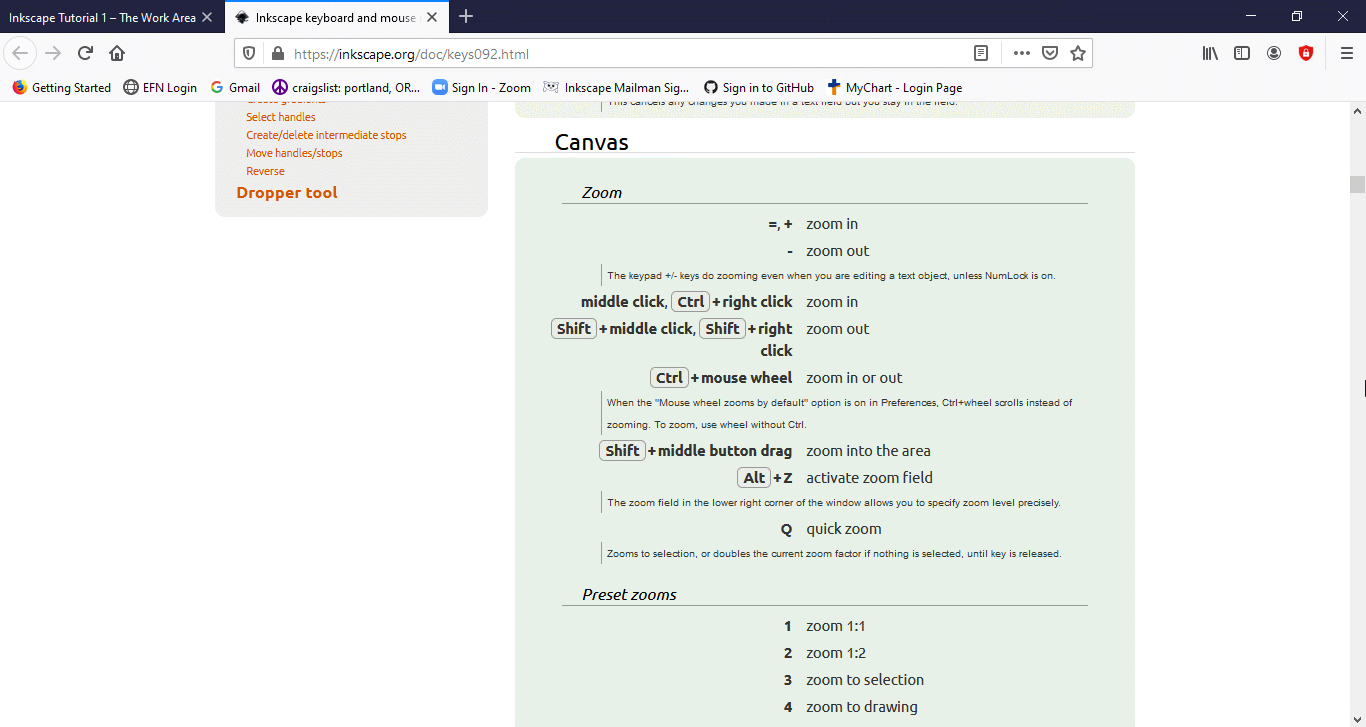 Inkscape Tutorial 1 – The Work Area
Inkscape keyboard and mouse
https://inkscape.org/doc/keys092.html
Getting Started
EFN Login
Gmail
craigslist: portland, OR...
Sign In - Zoom
Inkscape Mailman Sig...
Sign in to GitHub
MyChart - Login Page
Create gradients
Select handles
Create/delete intermediate stops
Move handles/stops
Reverse
Dropper tool
This cancels any changes you made in a text field but you stay in the field.
Canvas
Zoom
=, + zoom in
- zoom out
The keypad +/- keys do zooming even when you are editing a text object, unless NumLock is on.
middle click, Ctrl+right click zoom in
Shift+middle click, Shift+right zoom out
click
Ctrl+mouse wheel zoom in or out
When the "Mouse wheel zooms by default" option is on in Preferences, Ctrl+wheel scrolls instead of
zooming. To zoom, use wheel without Ctrl.
Shift+middle button drag zoom into the area
Alt+Z activate zoom field
The zoom field in the lower right corner of the window allows you to specify zoom level precisely.
Q quick zoom
Zooms to selection, or doubles the current zoom factor if nothing is selected, until key is released.
Preset zooms
1 zoom 1:1
2 zoom 1:2
3 zoom to selection
4 zoom to drawing